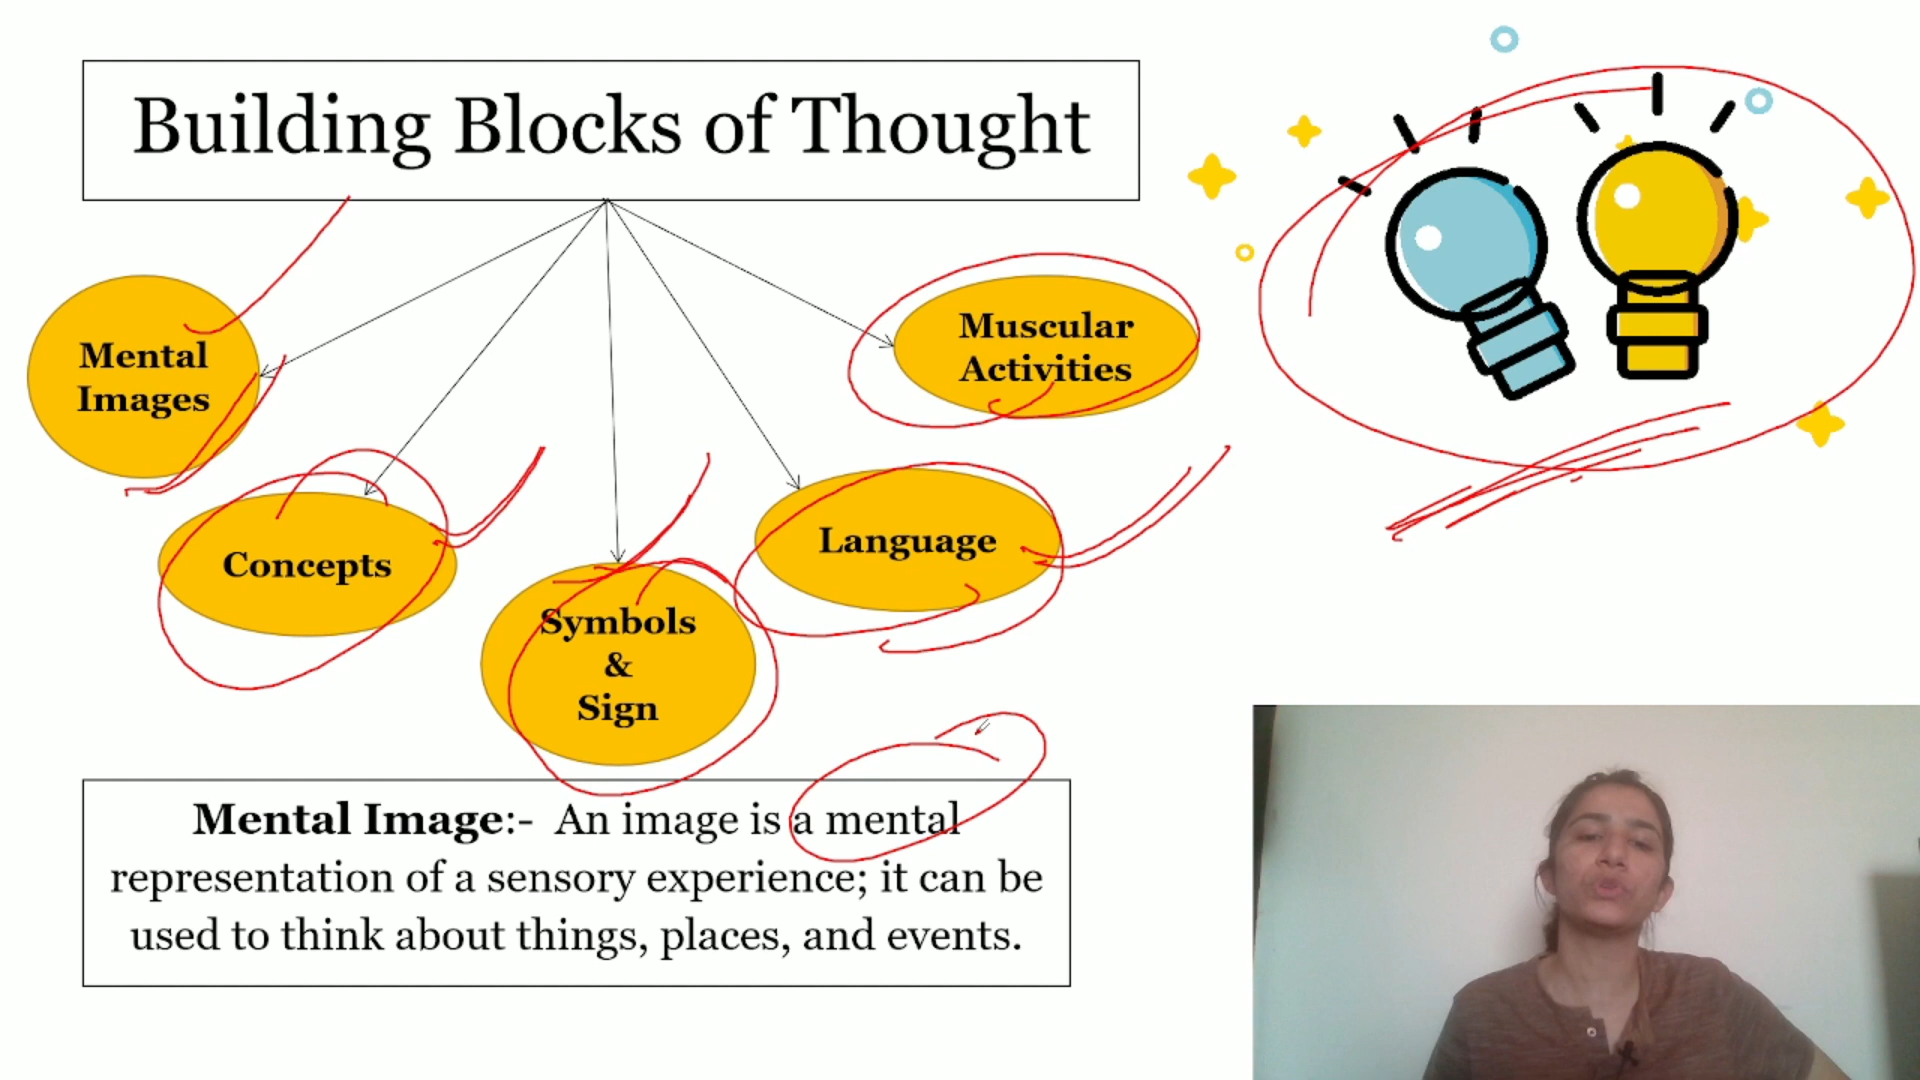 Building Blocks of Thought
Mental
Images
Concepts
Symbols
&
Sign
Language
Muscular
Activities
Mental Image:- An image is a mental
representation of a sensory experience; it can be
used to think about things, places, and events.